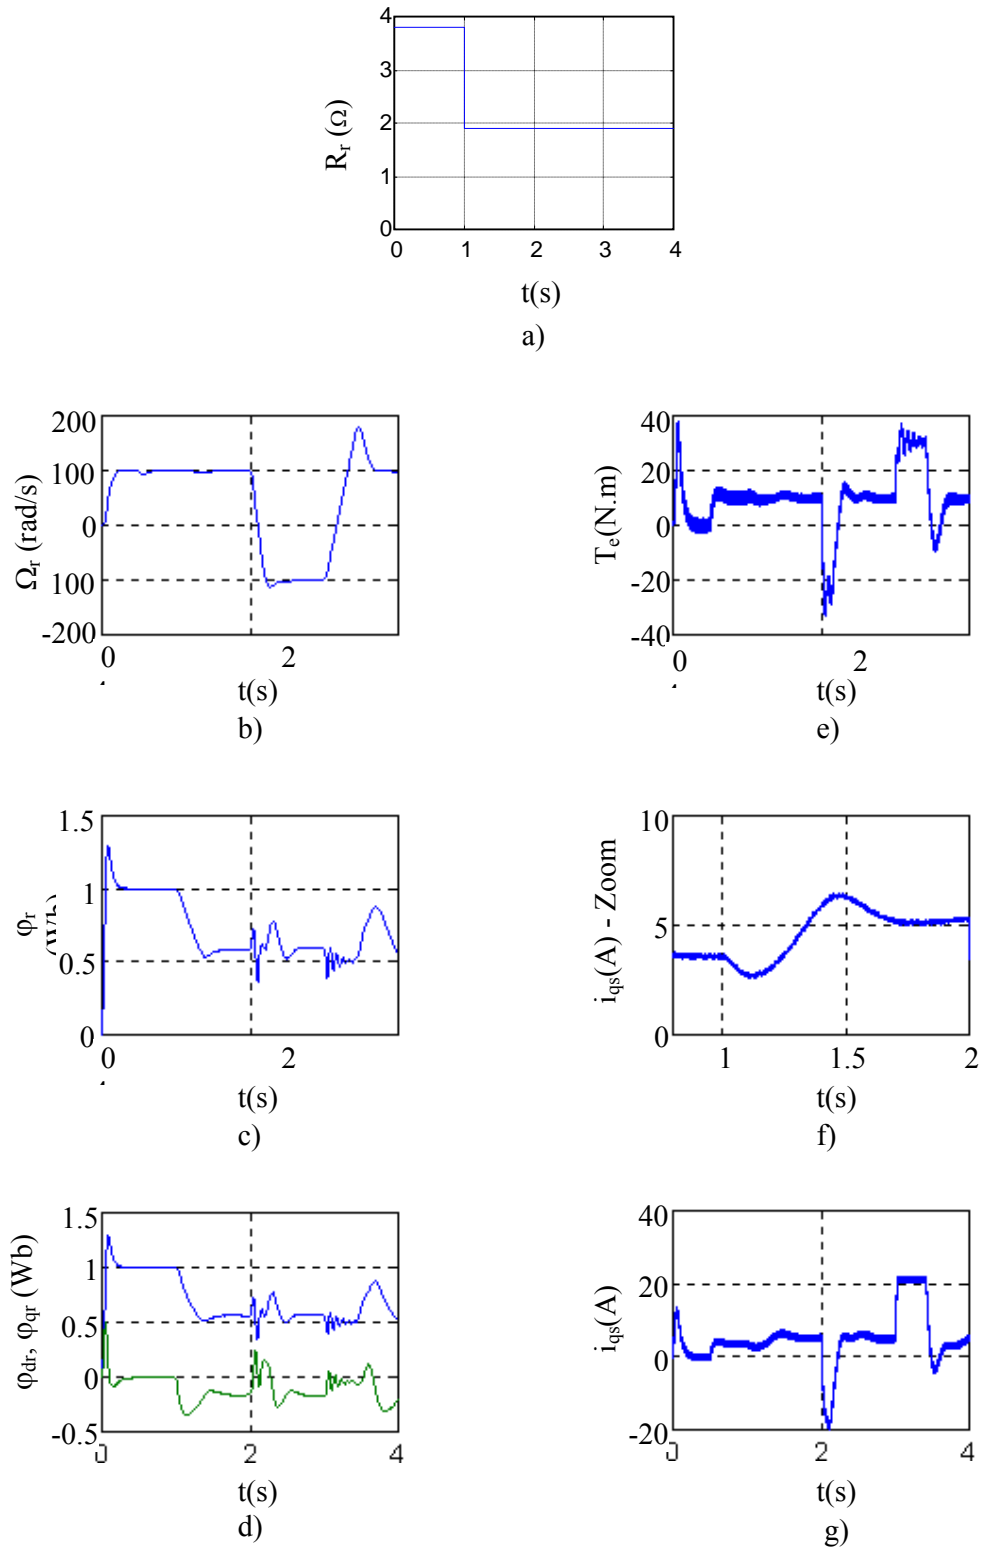 4
3
2
1
0
R_r (Ω)
0 1 2 3 4
t(s)
a)
200
100
0
100
-200
Ω_r (rad/s)
0 2
t(s)
b)
40
20
0
-20
-40
T_e(N.m)
0 2
t(s)
e)
1.5
1
0.5
0
φ_r
(Wb)
0 2
t(s)
c)
10
5
0
i_qs(A) - Zoom
1 1.5 2
t(s)
f)
1.5
1
0.5
0
-0.5
φ_dr, φ_qr (Wb)
0 2 4
t(s)
d)
40
20
0
-20
i_qs(A)
0 2 4
t(s)
g)